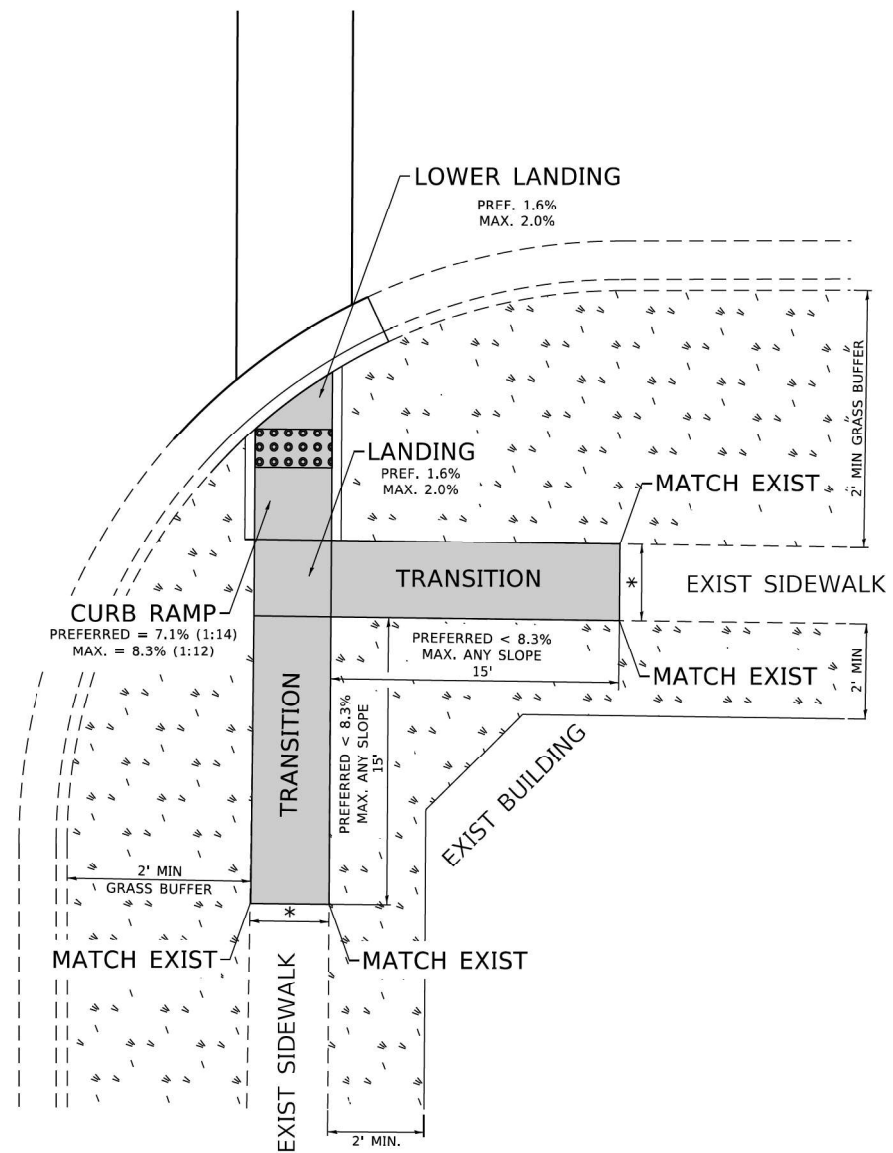 LOWER LANDING
PREF. 1.6%
MAX. 2.0%
LANDING
PREF. 1.6%
MAX. 2.0%
2' MIN GRASS BUFFER
MATCH EXIST
TRANSITION
*
EXIST SIDEWALK
CURB RAMP
PREFERRED = 7.1% (1:14)
MAX. = 8.3% (1:12)
PREFERRED < 8.3%
MAX. ANY SLOPE
15'
MATCH EXIST
2' MIN
TRANSITION
PREFERRED < 8.3%
MAX. ANY SLOPE
15'
EXIST BUILDING
2' MIN
GRASS BUFFER
*
MATCH EXIST
MATCH EXIST
EXIST SIDEWALK
2' MIN.